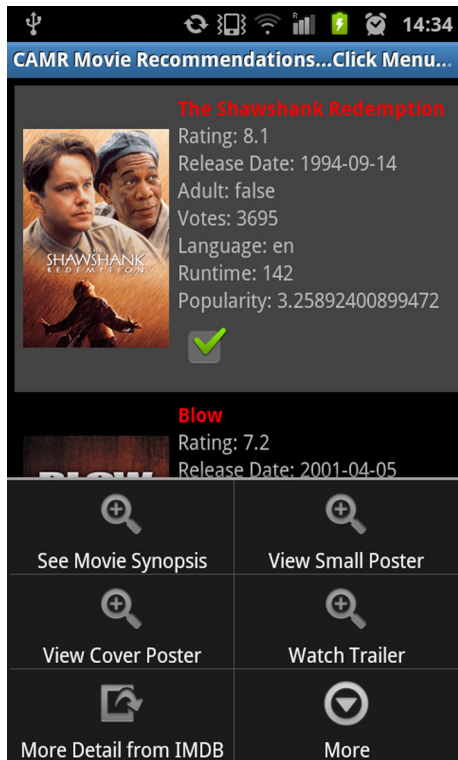 R
14:34
CAMR Movie Recommendations...Click Menu...
The Shawshank Redemption
Rating: 8.1
Release Date: 1994-09-14
Adult: false
Votes: 3695
Language: en
Runtime: 142
Popularity: 3.25892400899472
THE
SHAWSHANK
REDEMPTION
Blow
Rating: 7.2
Release Date: 2001-04-05
BLOW
See Movie Synopsis
View Small Poster
View Cover Poster
Watch Trailer
More Detail from IMDB
More